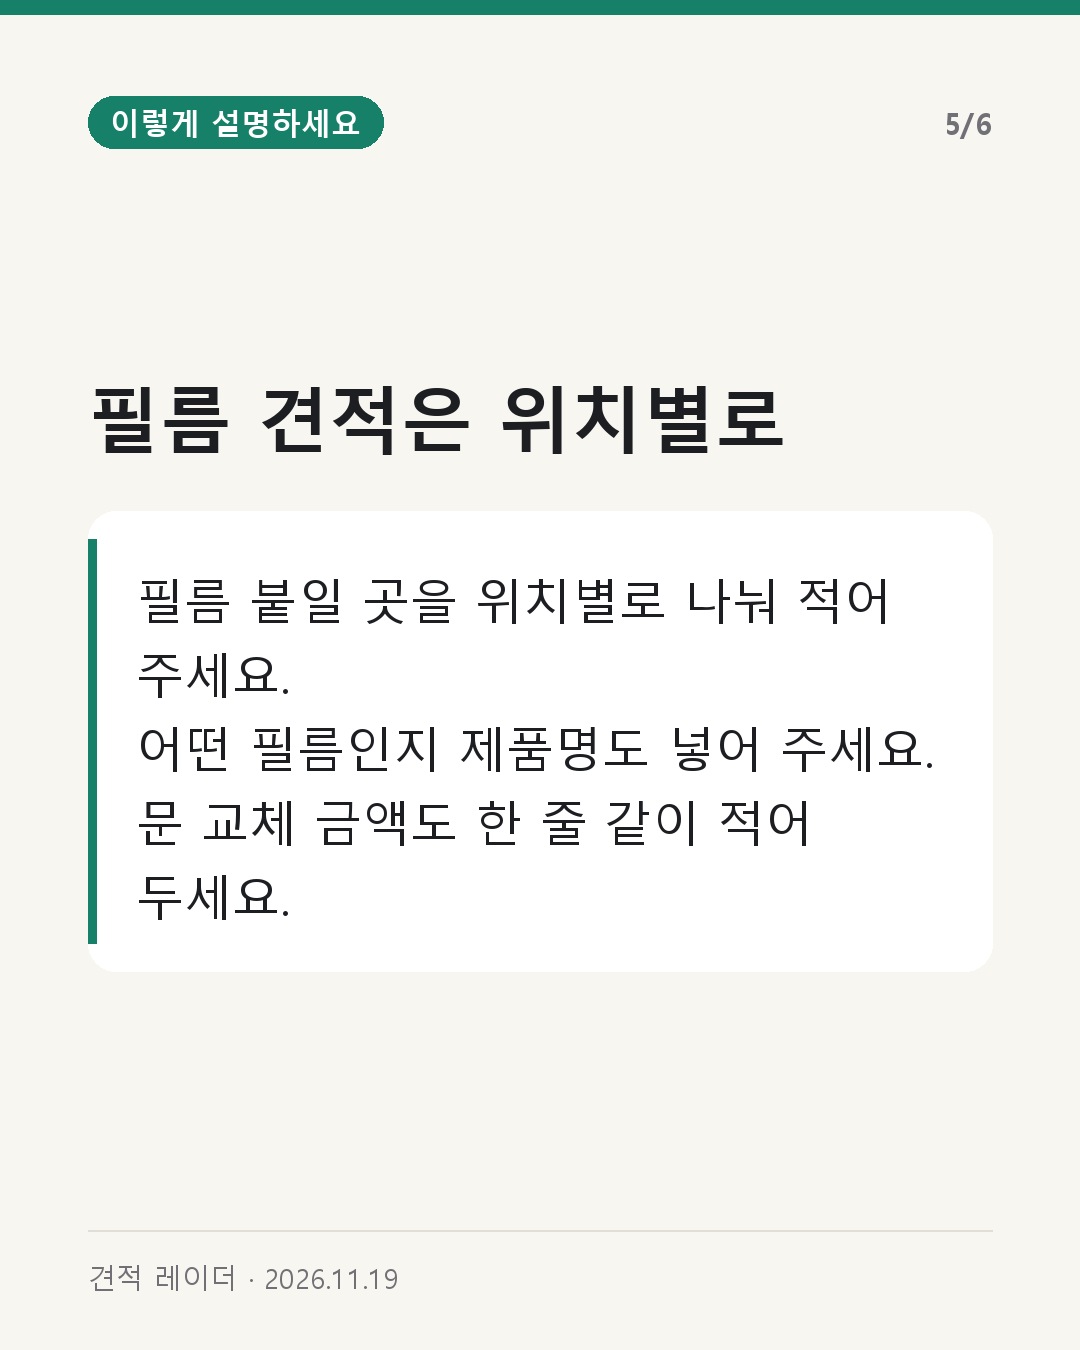 이렇게 설명하세요
5/6
필름 견적은 위치별로
필름 붙일 곳을 위치별로 나눠 적어
주세요.
어떤 필름인지 제품명도 넣어 주세요.
문 교체 금액도 한 줄 같이 적어
두세요.
견적 레이더 · 2026.11.19